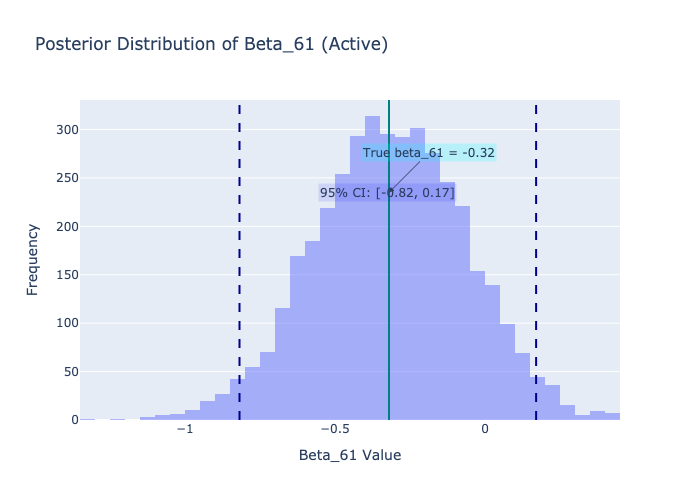 Posterior Distribution of Beta_61 (Active)
300
250
200
150
100
50
0
Frequency
True beta_61 = -0.32
95% CI: [-0.82, 0.17]
−1
−0.5
0
Beta_61 Value